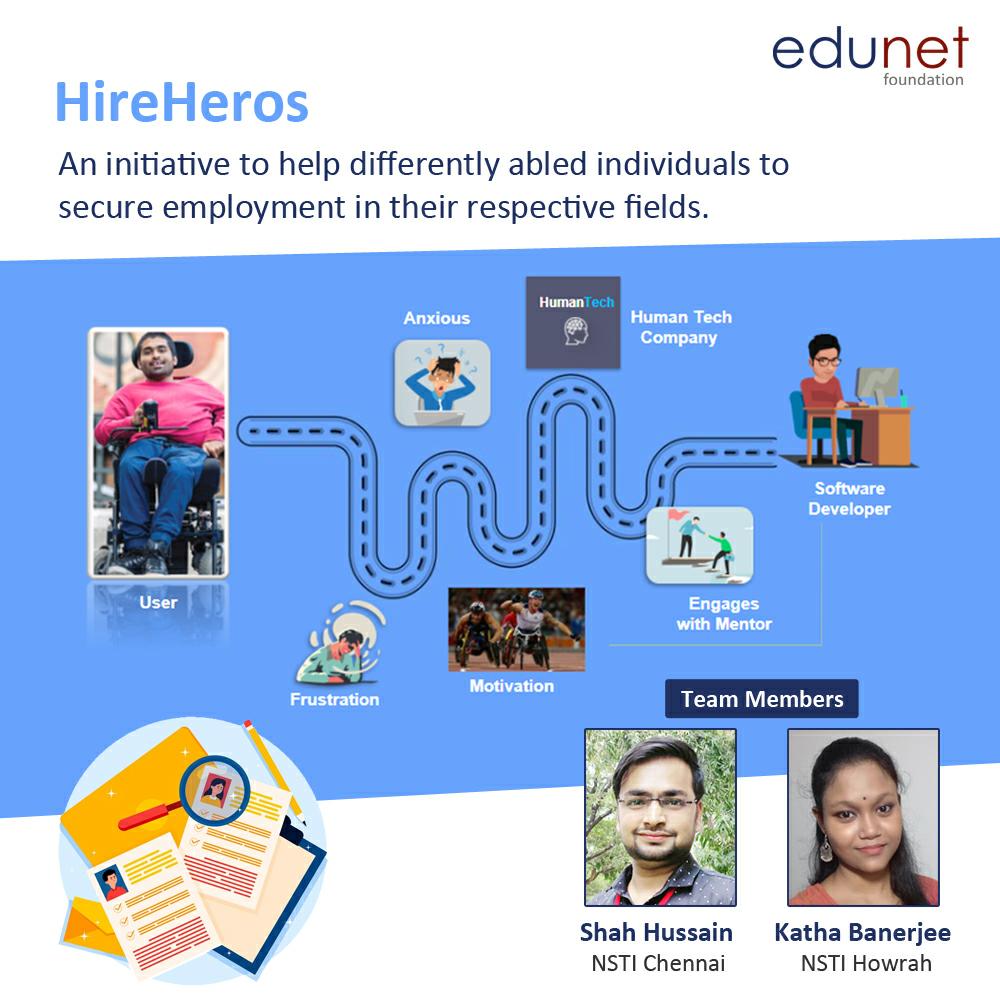 edunet
foundation
HireHeros
An initiative to help differently abled individuals to
secure employment in their respective fields.
Anxious
HumanTech
Human Tech
Company
Software
Developer
User
Engages
with Mentor
Motivation
Frustration
Team Members
Shah Hussain
NSTI Chennai
Katha Banerjee
NSTI Howrah